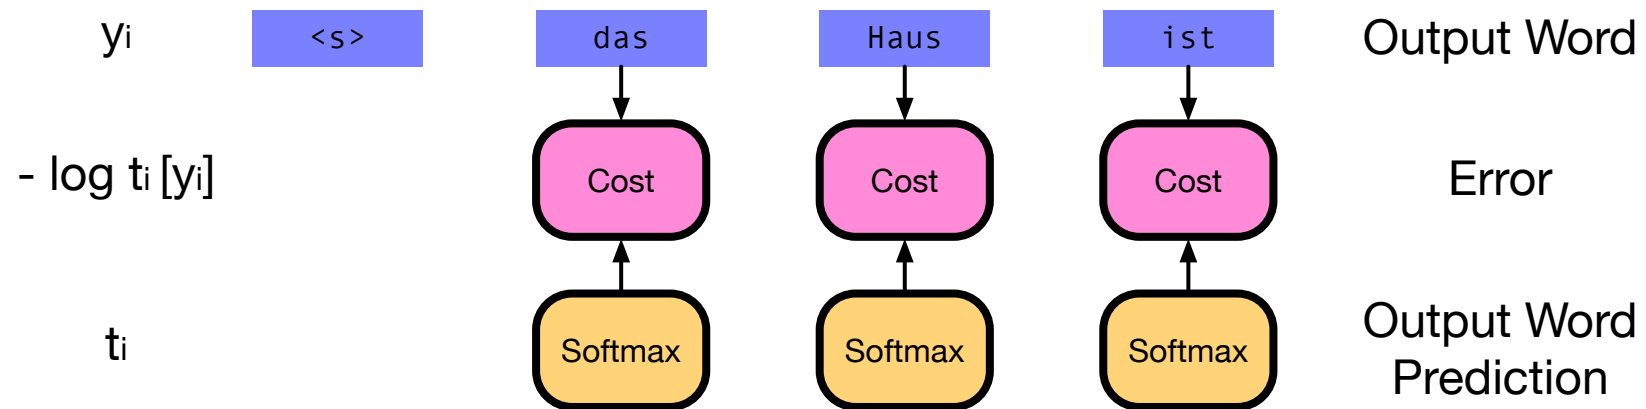 yi <s> das Haus ist Output Word
- log ti [yi] Cost Cost Cost Error
ti Softmax Softmax Softmax Output Word
Prediction